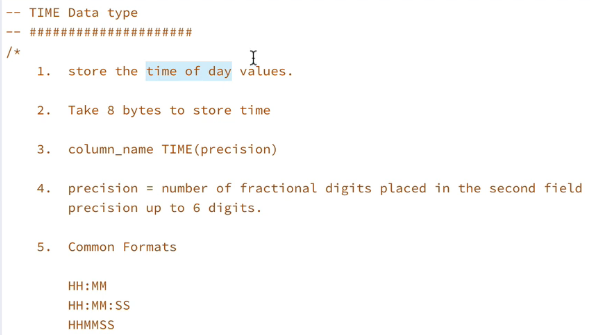 -- TIME Data type
-- #####################
/*
1. store the time of day values.
2. Take 8 bytes to store time
3. column_name TIME(precision)
4. precision = number of fractional digits placed in the second field
precision up to 6 digits.
5. Common Formats
HH:MM
HH:MM:SS
HHMMSS